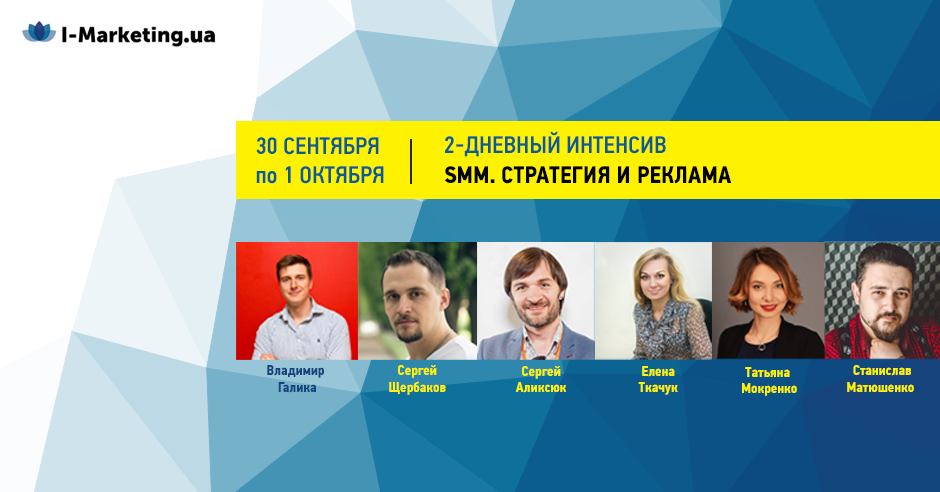 I-Marketing.ua
30 СЕНТЯБРЯ
по 1 ОКТЯБРЯ
2-ДНЕВНЫЙ ИНТЕНСИВ
SMM. СТРАТЕГИЯ И РЕКЛАМА
Владимир
Галика
Сергей
Щербаков
Сергей
Аликсюк
Елена
Ткачук
Татьяна
Мокренко
Станислав
Матюшенко